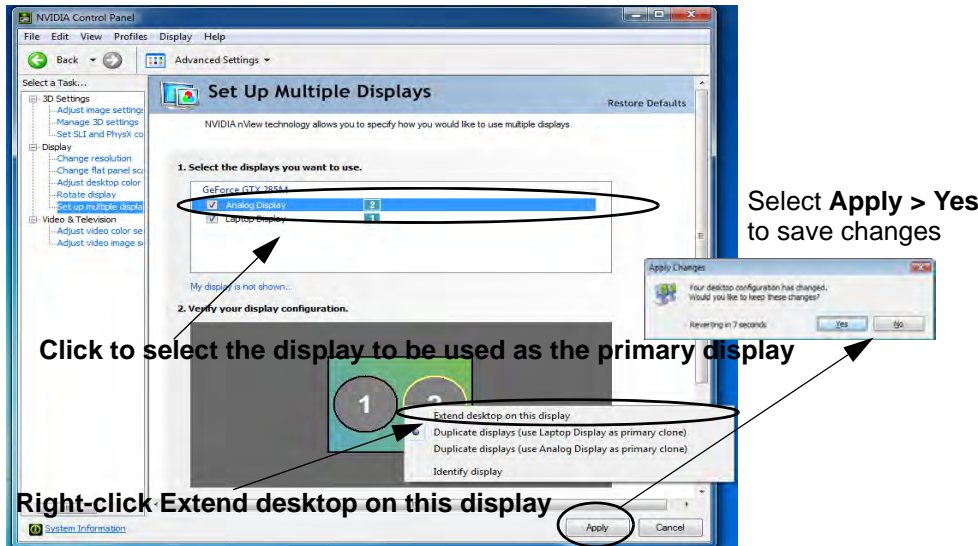 NVIDIA Control Panel
File Edit View Profiles Display Help
Back
Advanced Settings
Select a Task...
3D Settings
Adjust image settings
Manage 3D settings
Set SLI and PhysX co
Display
Change resolution
Change flat panel sca
Adjust desktop color
Rotate display
Set up multiple displa
Video & Television
Adjust video color se
Adjust video image s
System Information
Set Up Multiple Displays
Restore Defaults
NVIDIA nView technology allows you to specify how you would like to use multiple displays.
1. Select the displays you want to use.
GeForce GTX 285M
Analog Display 2
Laptop Display 1
My display is not shown...
2. Verify your display configuration.
Click to select the display to be used as the primary display
1 2
Extend desktop on this display
Duplicate displays (use Laptop Display as primary clone)
Duplicate displays (use Analog Display as primary clone)
Identify display
Right-click Extend desktop on this display
Apply Cancel
Select Apply > Yes
to save changes
Apply Changes
Your desktop configuration has changed.
Would you like to keep these changes?
Reverting in 7 seconds
Yes No